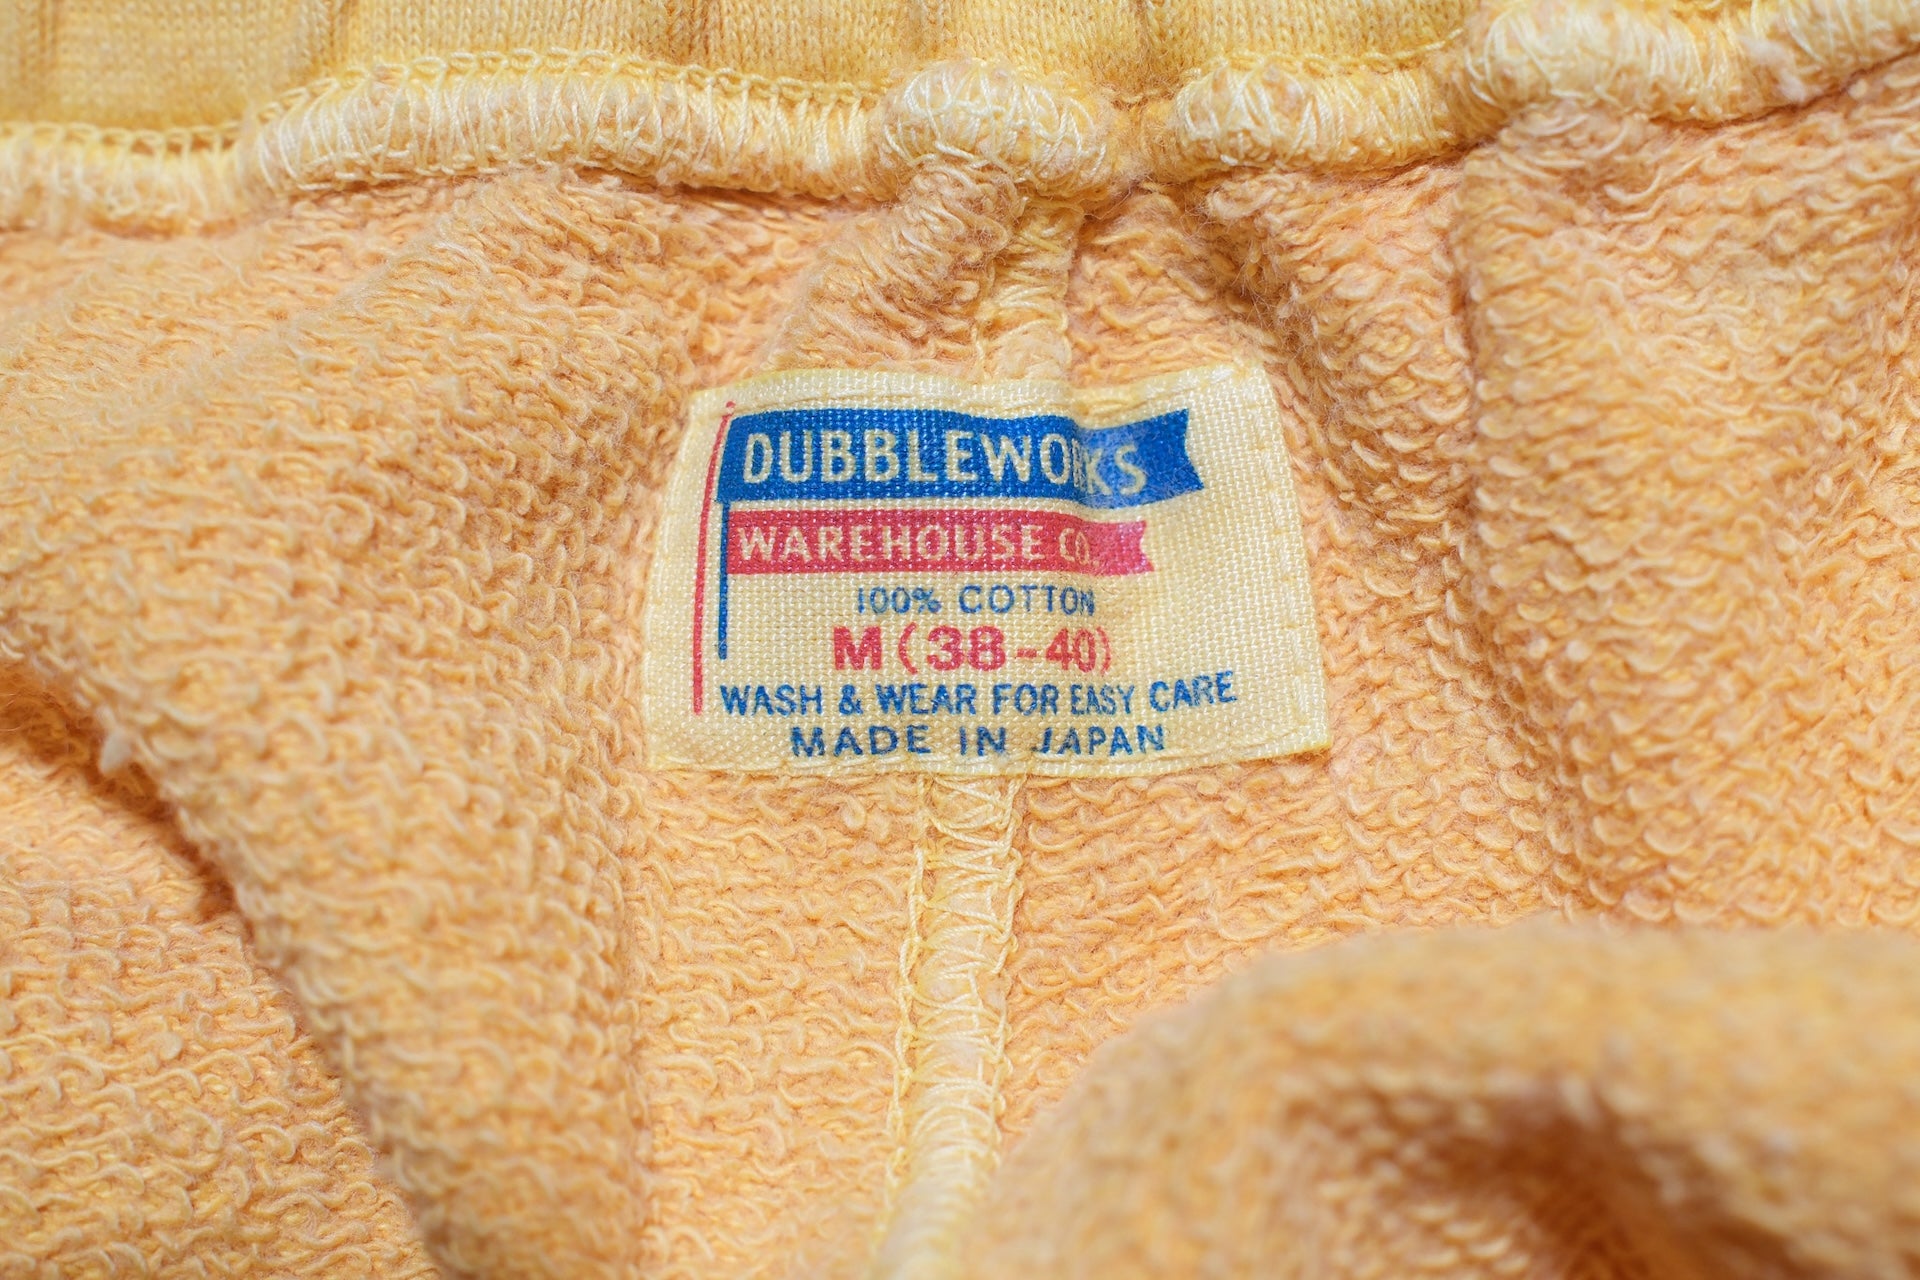 DUBBLEWORKS
WAREHOUSE CO.
100% COTTON
M (38-40)
WASH & WEAR FOR EASY CARE
MADE IN JAPAN